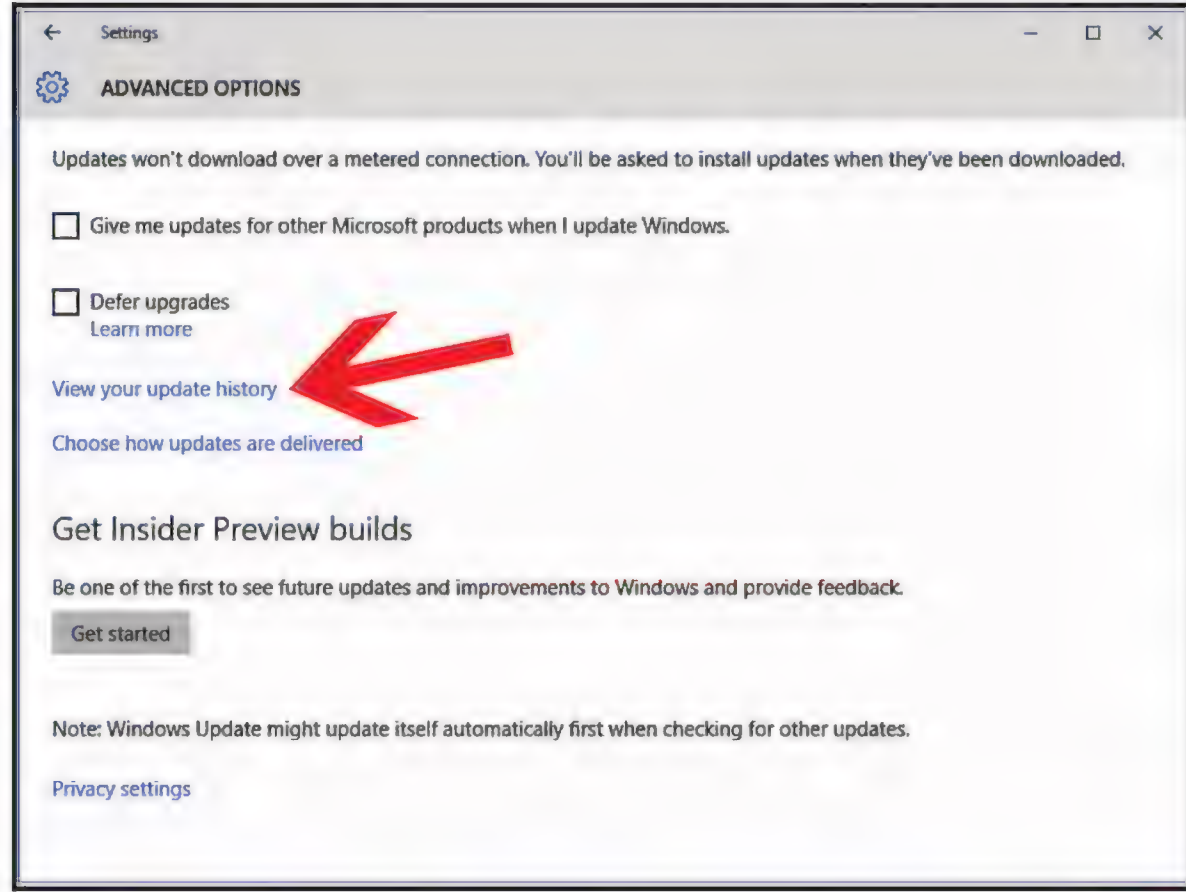 Settings
ADVANCED OPTIONS
Updates won't download over a metered connection. You'll be asked to install updates when they've been downloaded.
Give me updates for other Microsoft products when I update Windows.
Defer upgrades
Learn more
View your update history
Choose how updates are delivered
Get Insider Preview builds
Be one of the first to see future updates and improvements to Windows and provide feedback.
Get started
Note: Windows Update might update itself automatically first when checking for other updates.
Privacy settings